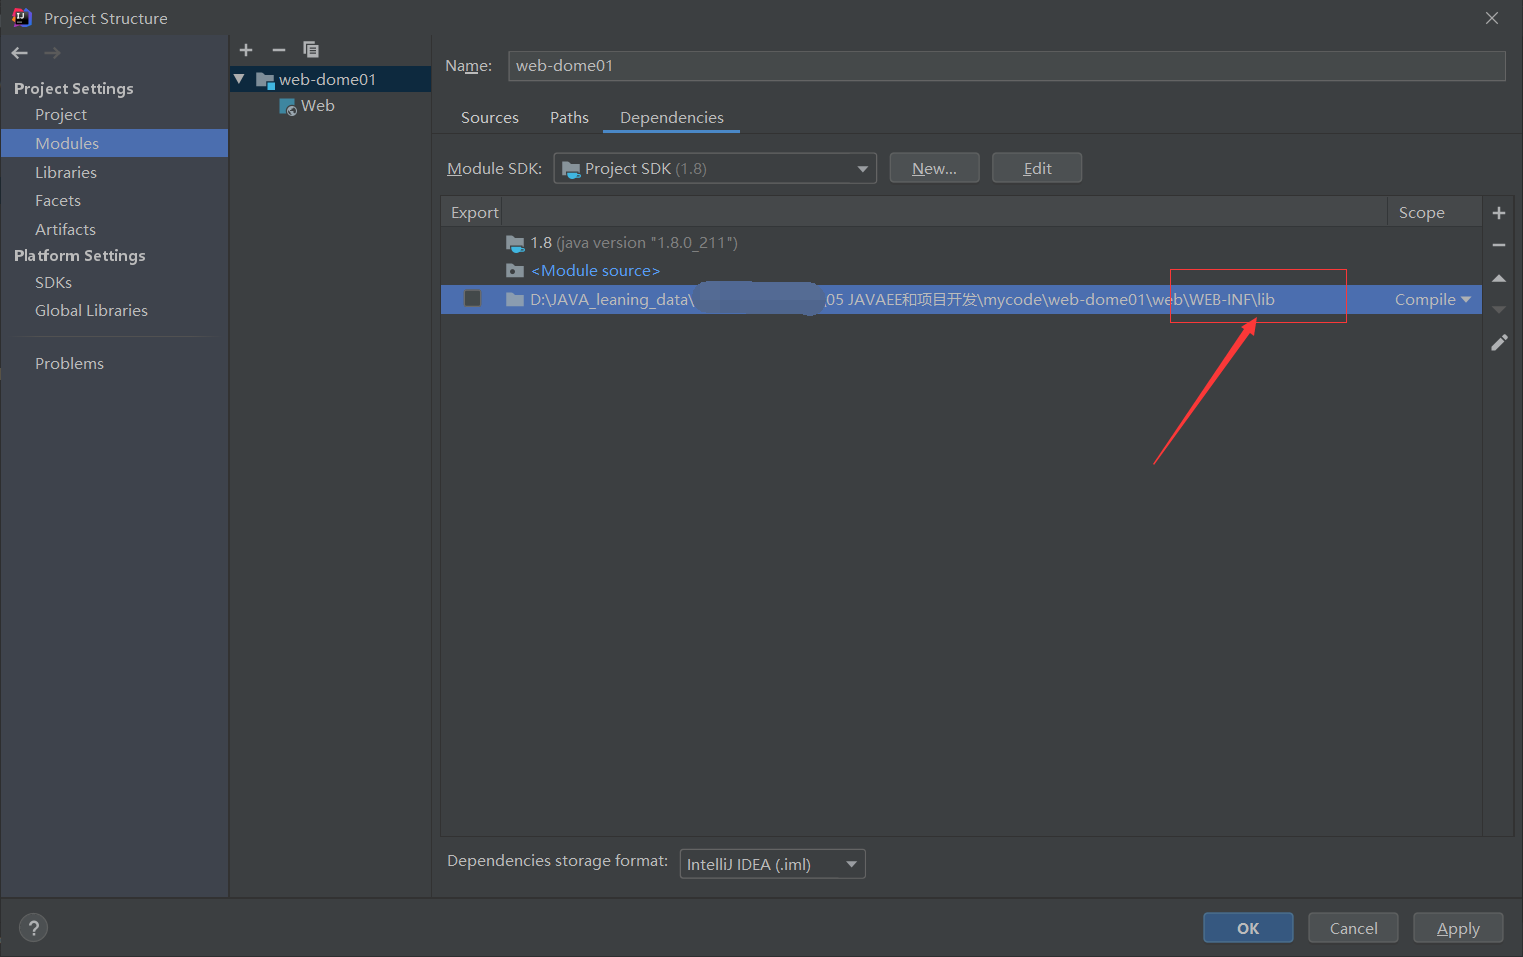 Project Structure
Project Settings
Project
Modules
Libraries
Facets
Artifacts
Platform Settings
SDKs
Global Libraries
Problems
web-dome01
Web
Name: web-dome01
Sources Paths Dependencies
Module SDK: Project SDK (1.8) New... Edit
Export Scope
1.8 (java version "1.8.0_211")
<Module source>
D:\JAVA_leaning_data\ 05 JAVAEE和项目开发\mycode\web-dome01\web\WEB-INF\lib Compile
Dependencies storage format: IntelliJ IDEA (.iml)
? OK Cancel Apply